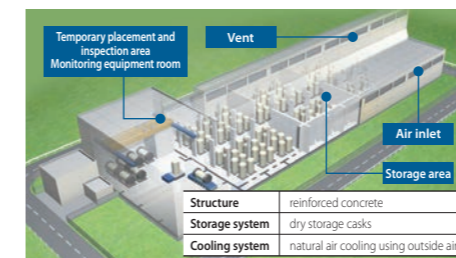 Temporary placement and
inspection area
Monitoring equipment room
Vent
Air inlet
Storage area
Structure reinforced concrete
Storage system dry storage casks
Cooling system natural air cooling using outside air